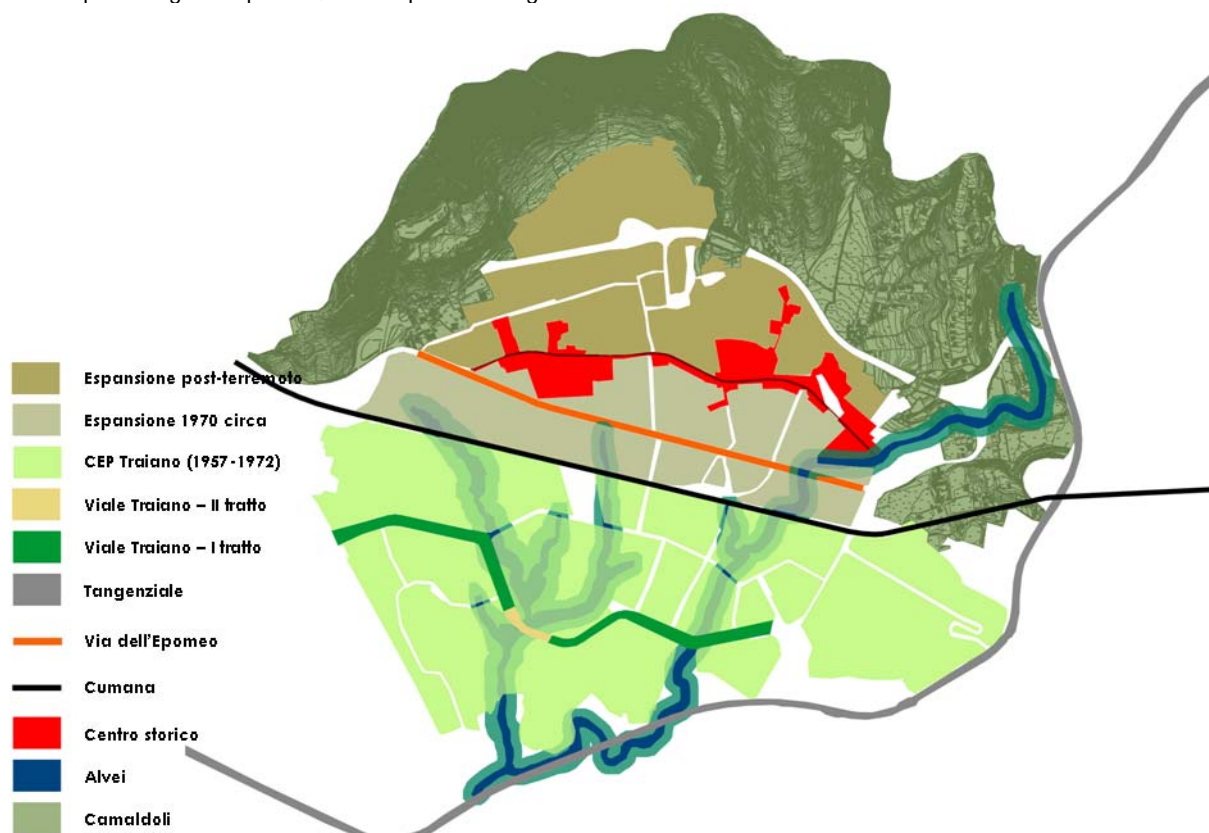 Espansione post-terremoto
Espansione 1970 circa
CEP Traiano (1957-1972)
Viale Traiano – II tratto
Viale Traiano – I tratto
Tangenziale
Via dell'Epomeo
Cumana
Centro storico
Alvei
Camaldoli